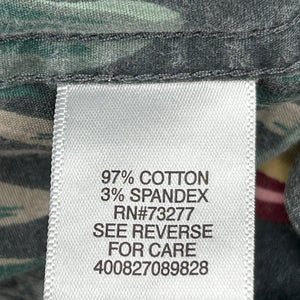 97% COTTON
3% SPANDEX
RN#73277
SEE REVERSE
FOR CARE
400827089828